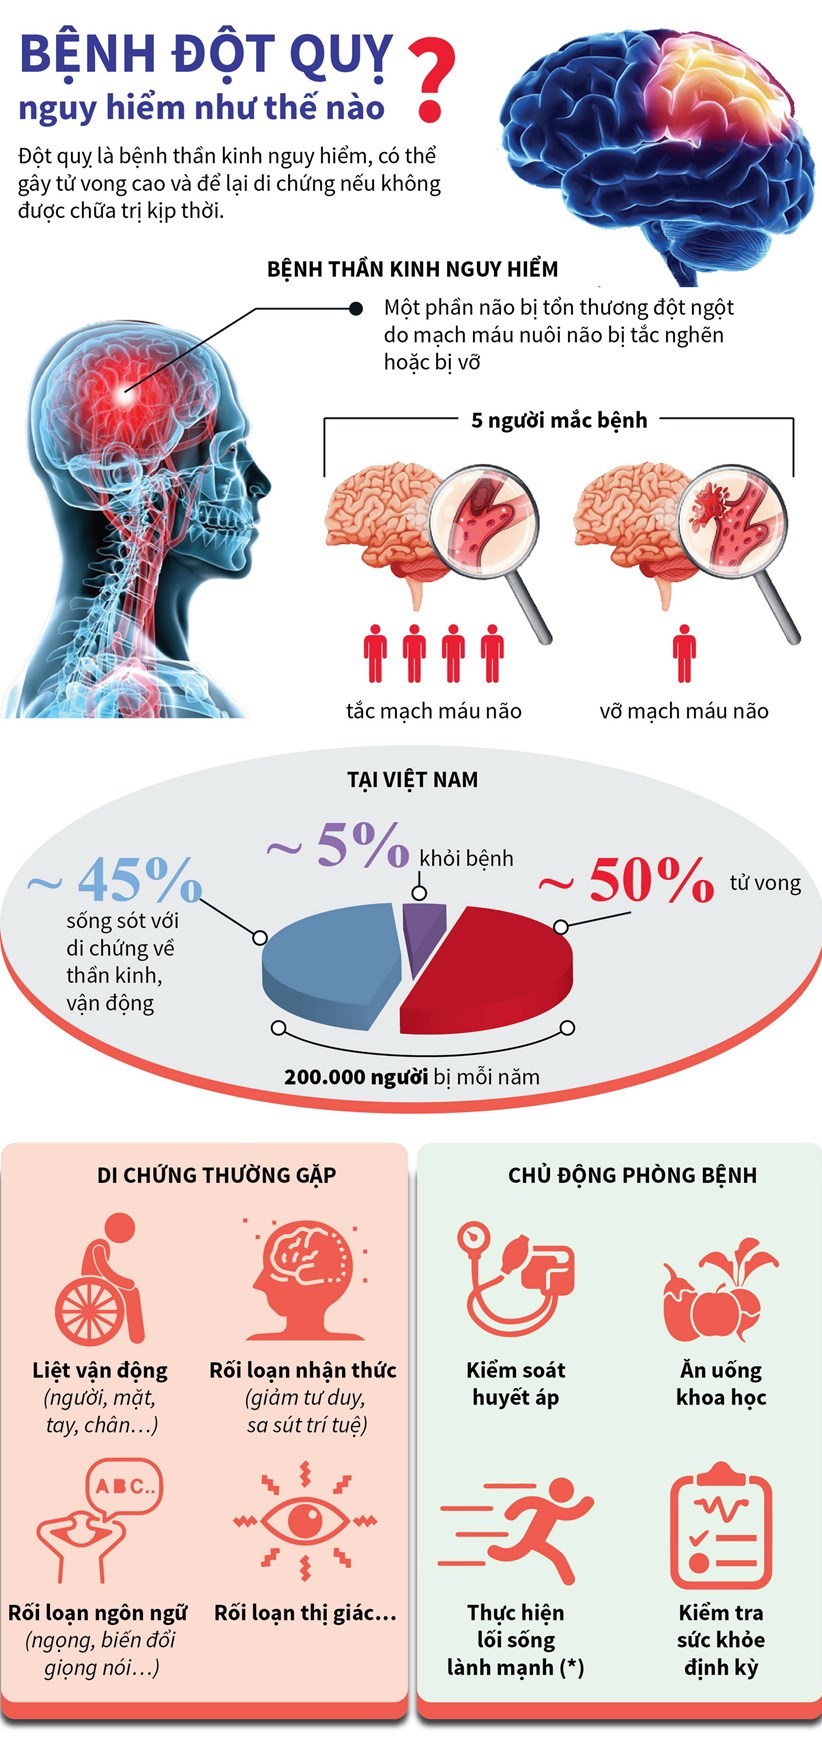 BỆNH ĐỘT QUỴ
nguy hiểm như thế nào ?
Đột quỵ là bệnh thần kinh nguy hiểm, có thể
gây tử vong cao và để lại di chứng nếu không
được chữa trị kịp thời.
BỆNH THẦN KINH NGUY HIỂM
Một phần não bị tổn thương đột ngột
do mạch máu nuôi não bị tắc nghẽn
hoặc bị vỡ
5 người mắc bệnh
tắc mạch máu não
vỡ mạch máu não
TẠI VIỆT NAM
~ 45%
sống sót với
di chứng về
thần kinh,
vận động
~ 5% khỏi bệnh
~ 50% tử vong
200.000 người bị mỗi năm
DI CHỨNG THƯỜNG GẶP
Liệt vận động
(người, mặt,
tay, chân...)
Rối loạn nhận thức
(giảm tư duy,
sa sút trí tuệ)
A B C..
Rối loạn ngôn ngữ
(ngọng, biến đổi
giọng nói...)
Rối loạn thị giác...
CHỦ ĐỘNG PHÒNG BỆNH
Kiểm soát
huyết áp
Ăn uống
khoa học
Thực hiện
lối sống
lành mạnh (*)
Kiểm tra
sức khỏe
định kỳ